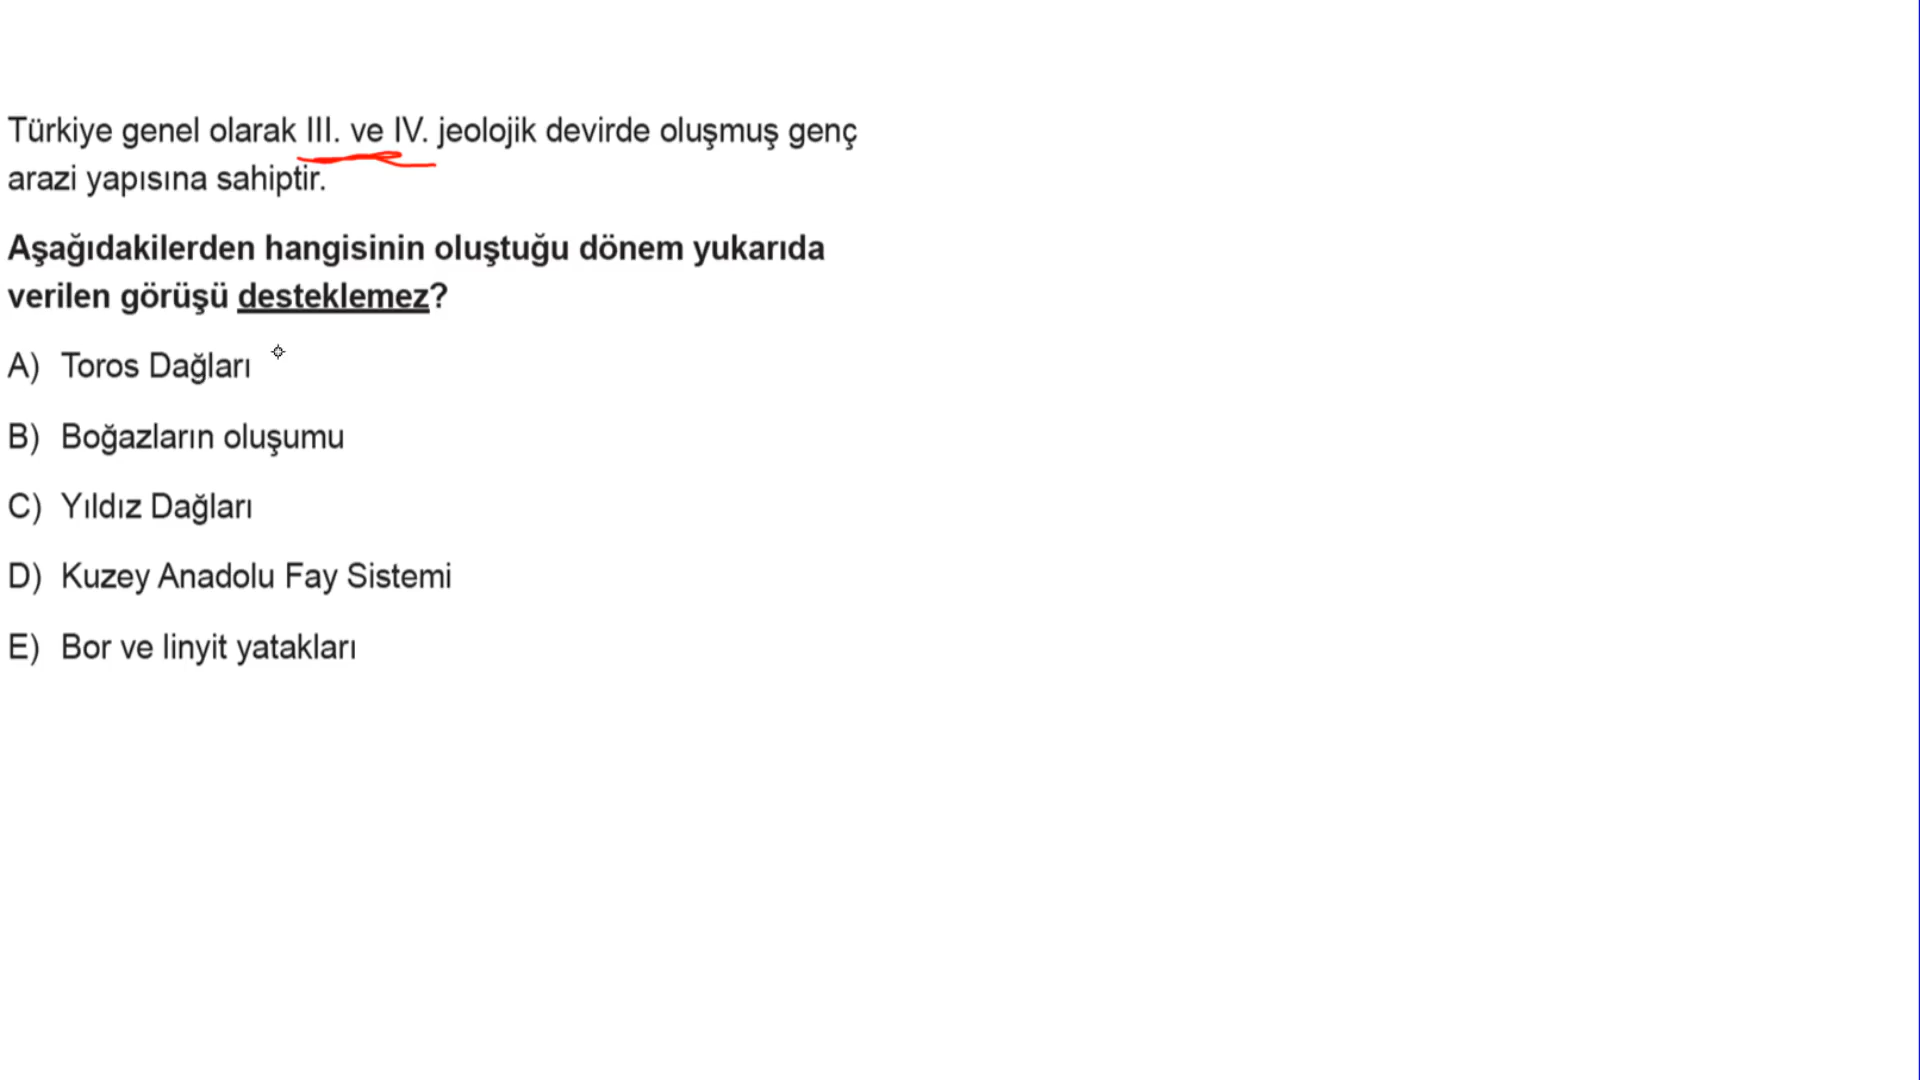 Türkiye genel olarak III. ve IV. jeolojik devirde oluşmuş genç
arazi yapısına sahiptir.
Aşağıdakilerden hangisinin oluştuğu dönem yukarıda
verilen görüşü desteklemez?
A) Toros Dağları
B) Boğazların oluşumu
C) Yıldız Dağları
D) Kuzey Anadolu Fay Sistemi
E) Bor ve linyit yatakları